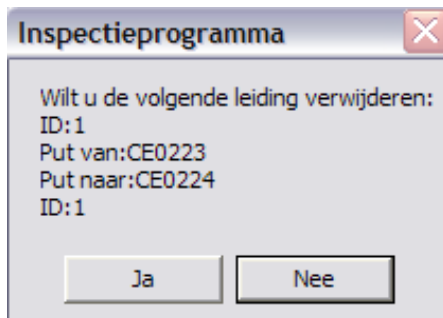 Inspectieprogramma
Wilt u de volgende leiding verwijderen:
ID:1
Put van:CE0223
Put naar:CE0224
ID:1
Ja
Nee